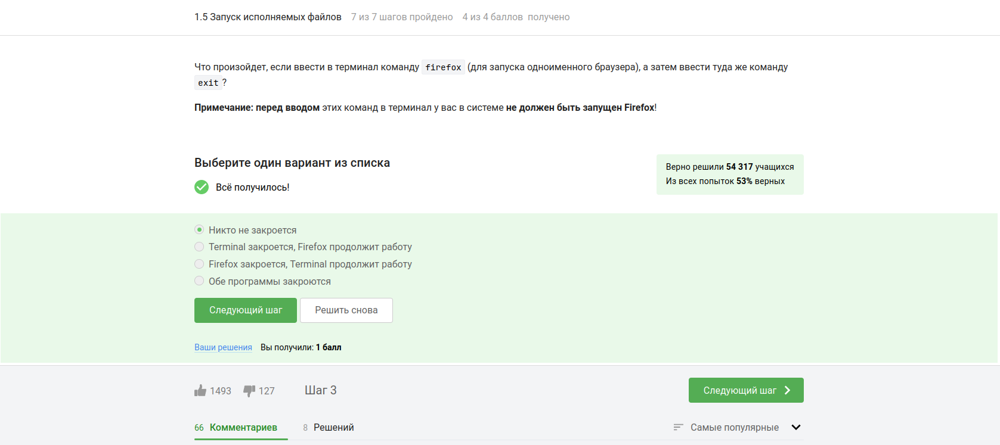 1.5 Запуск исполняемых файлов 7 из 7 шагов пройдено 4 из 4 баллов получено
Что произойдет, если ввести в терминал команду firefox (для запуска одноименного браузера), а затем ввести туда же команду
exit ?
Примечание: перед вводом этих команд в терминал у вас в системе не должен быть запущен Firefox!
Выберите один вариант из списка
Всё получилось!
Верно решили 54 317 учащихся
Из всех попыток 53% верных
Никто не закроется
Terminal закроется, Firefox продолжит работу
Firefox закроется, Terminal продолжит работу
Обе программы закроются
Следующий шаг Решить снова
Ваши решения Вы получили: 1 балл
1493 127 Шаг 3 Следующий шаг
66 Комментариев 8 Решений Самые популярные